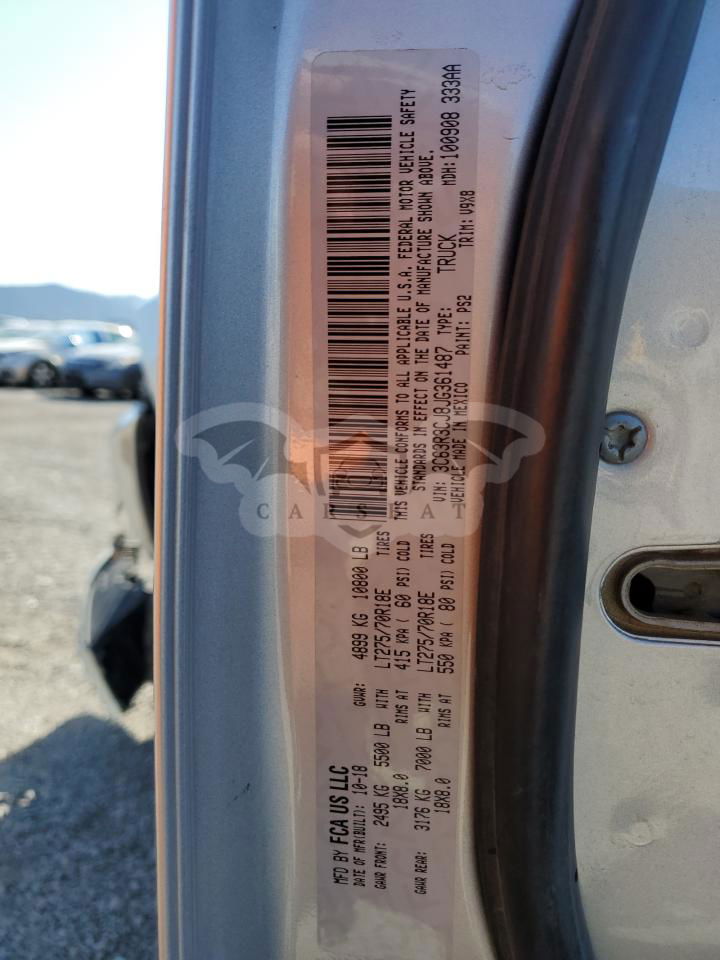 MFD BY FCA US LLC
DATE OF MFR(BUILT): 10-18 GVWR: 4899 KG 10800 LB
GAWR FRONT: 2495 KG 5500 LB WITH LT275/70R18E TIRES
18X8.0 RIMS AT 415 KPA ( 60 PSI) COLD
GAWR REAR: 3176 KG 7000 LB WITH LT275/70R18E TIRES
18X8.0 RIMS AT 550 KPA ( 80 PSI) COLD
THIS VEHICLE CONFORMS TO ALL APPLICABLE U.S.A. FEDERAL MOTOR VEHICLE SAFETY
STANDARDS IN EFFECT ON THE DATE OF MANUFACTURE SHOWN ABOVE.
VIN: 3C63R3CJ8JG361487 TYPE: TRUCK MDH:100908 333AA
VEHICLE MADE IN MEXICO PAINT: PS2 TRIM: V9X8
CARSBAT